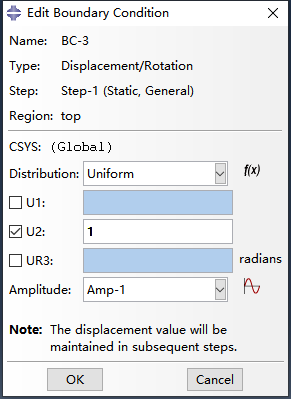 Edit Boundary Condition
Name: BC-3
Type: Displacement/Rotation
Step: Step-1 (Static, General)
Region: top
CSYS: (Global)
Distribution: Uniform f(x)
U1:
U2: 1
UR3: radians
Amplitude: Amp-1
Note: The displacement value will be
maintained in subsequent steps.
OK Cancel